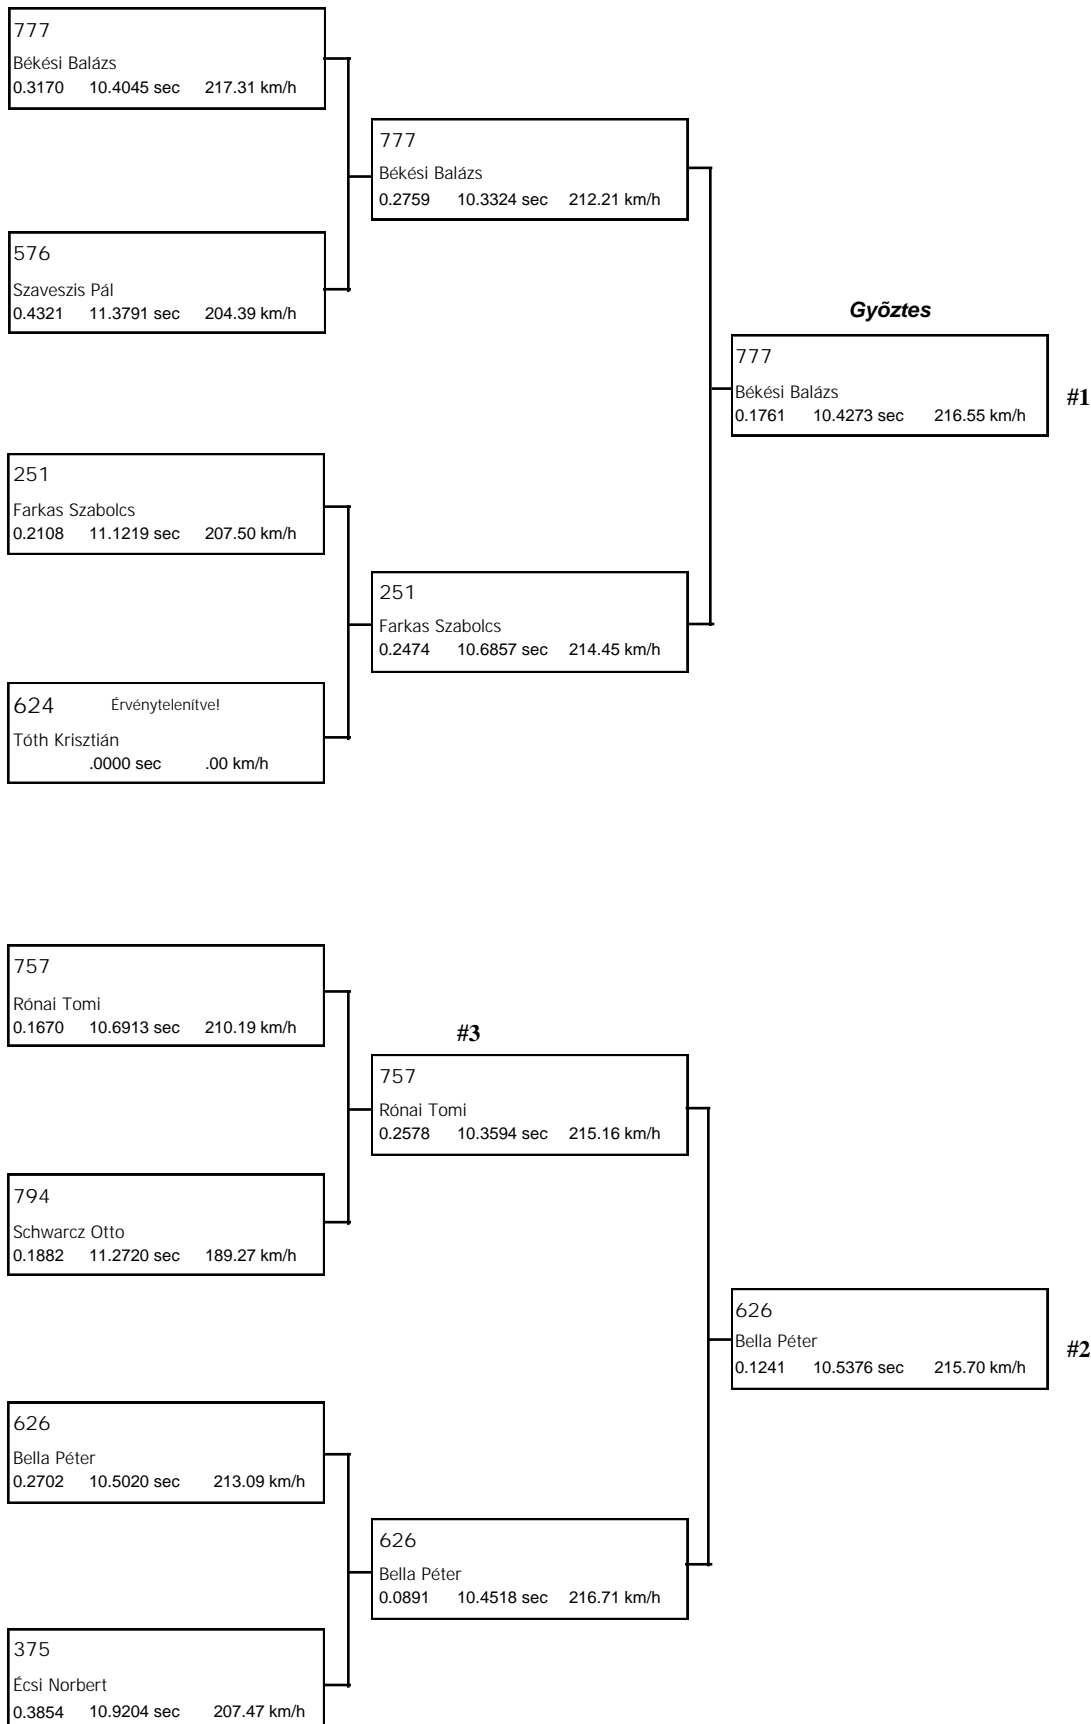 777
Békési Balázs
0.3170 10.4045 sec 217.31 km/h
777
Békési Balázs
0.2759 10.3324 sec 212.21 km/h
576
Szaveszis Pál
0.4321 11.3791 sec 204.39 km/h
Gyõztes
777
Békési Balázs
0.1761 10.4273 sec 216.55 km/h
#1
251
Farkas Szabolcs
0.2108 11.1219 sec 207.50 km/h
251
Farkas Szabolcs
0.2474 10.6857 sec 214.45 km/h
624 Érvénytelenítve!
Tóth Krisztián
.0000 sec .00 km/h
757
Rónai Tomi
0.1670 10.6913 sec 210.19 km/h
#3
757
Rónai Tomi
0.2578 10.3594 sec 215.16 km/h
794
Schwarcz Otto
0.1882 11.2720 sec 189.27 km/h
626
Bella Péter
0.1241 10.5376 sec 215.70 km/h
#2
626
Bella Péter
0.2702 10.5020 sec 213.09 km/h
626
Bella Péter
0.0891 10.4518 sec 216.71 km/h
375
Écsi Norbert
0.3854 10.9204 sec 207.47 km/h